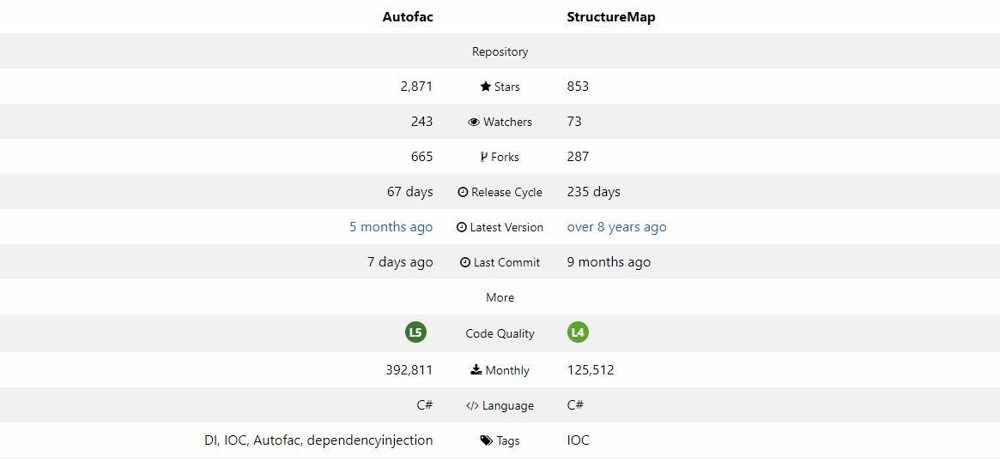 Autofac StructureMap
Repository
2,871 Stars 853
243 Watchers 73
665 Forks 287
67 days Release Cycle 235 days
5 months ago Latest Version over 8 years ago
7 days ago Last Commit 9 months ago
More
L5 Code Quality L4
392,811 Monthly 125,512
C# </> Language C#
DI, IOC, Autofac, dependencyinjection Tags IOC